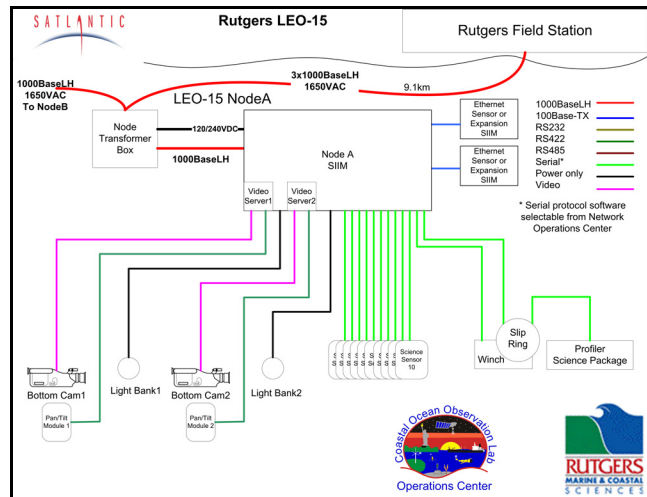 SATLANTIC
Rutgers LEO-15
Rutgers Field Station
1000BaseLH
1650VAC
To NodeB
3x1000BaseLH
1650VAC
9.1km
LEO-15 NodeA
Node
Transformer
Box
120/240VDC
1000BaseLH
Node A
SIIM
Video
Server1
Video
Server2
Ethernet
Sensor or
Expansion
SIIM
Ethernet
Sensor or
Expansion
SIIM
1000BaseLH
100Base-TX
RS232
RS422
RS485
Serial*
Power only
Video
* Serial protocol software
selectable from Network
Operations Center
Science
Sensor
10
Slip
Ring
Winch
Profiler
Science Package
Bottom Cam1
Light Bank1
Bottom Cam2
Light Bank2
Pan/Tilt
Module 1
Pan/Tilt
Module 2
Coastal Ocean Observation Lab
Operations Center
RUTGERS
MARINE & COASTAL
SCIENCES